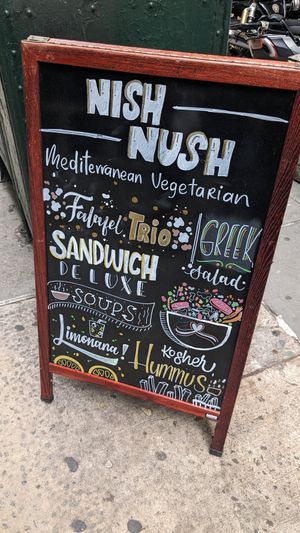 NISH
NUSH
Mediterranean Vegetarian
Falafel TRIO
SANDWICH
DELUXE
SOUPS
GREEK
Salad
Limonana
Kosher
Hummus